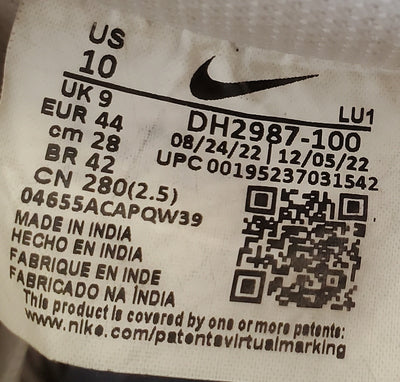 US
10
UK 9
EUR 44
cm 28
BR 42
CN 280(2.5)
04655ACAPQW39
LU1
DH2987-100
08/24/22 | 12/05/22
UPC 00195237031542
MADE IN INDIA
HECHO EN INDIA
FABRIQUE EN INDE
FABRICADO NA ÍNDIA
This product is covered by one or more patents:
www.nike.com/patentsvirtualmarking